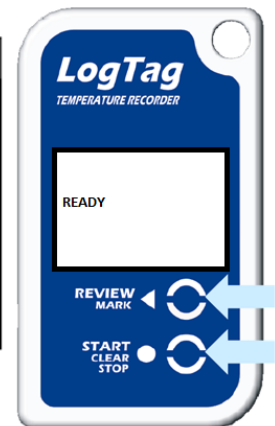 LogTag
TEMPERATURE RECORDER
READY
REVIEW
MARK
START
CLEAR
STOP